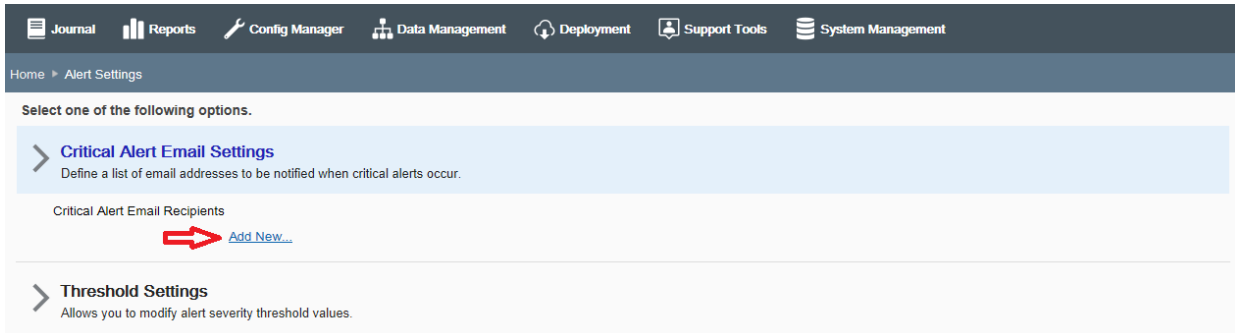 Journal Reports Config Manager Data Management Deployment Support Tools System Management
Home Alert Settings
Select one of the following options.
Critical Alert Email Settings
Define a list of email addresses to be notified when critical alerts occur.
Critical Alert Email Recipients
Add New...
Threshold Settings
Allows you to modify alert severity threshold values.